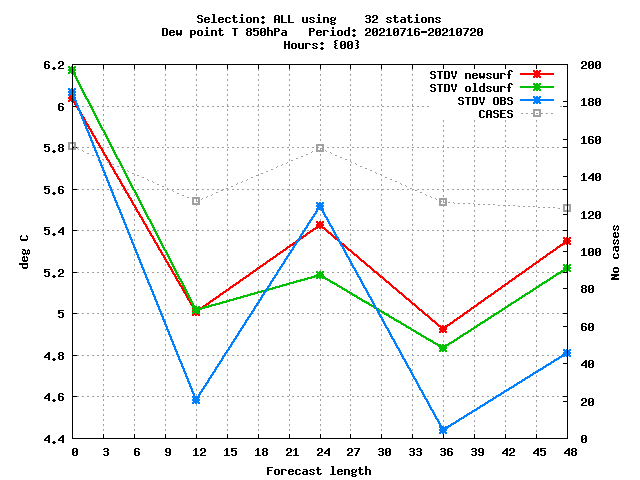 Selection: ALL using    32 stations
Dew point T 850hPa   Period: 20210716-20210720
Hours: {00}
STDV newsurf
STDV oldsurf
STDV OBS
CASES
deg C
6.2
6
5.8
5.6
5.4
5.2
5
4.8
4.6
4.4
No cases
200
180
160
140
120
100
80
60
40
20
0
0 3 6 9 12 15 18 21 24 27 30 33 36 39 42 45 48
Forecast length